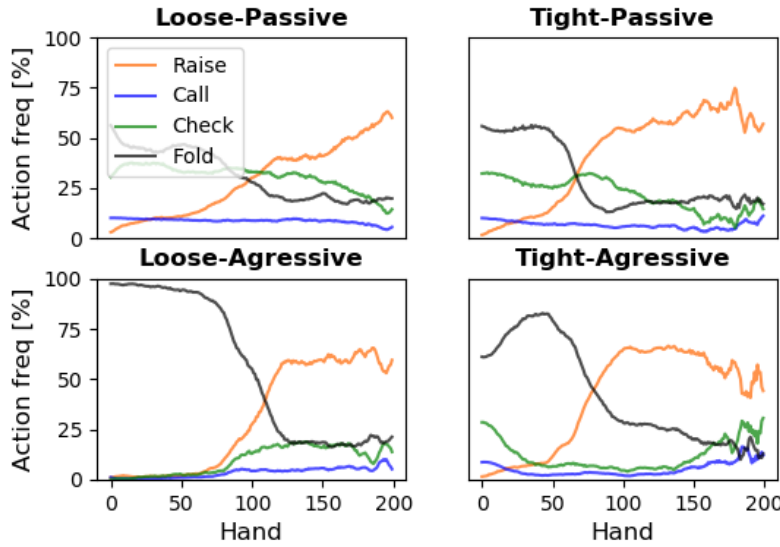 Loose-Passive
Tight-Passive
Action freq [%]
100
75
50
25
0
Raise
Call
Check
Fold
Loose-Agressive
Tight-Agressive
Action freq [%]
100
75
50
25
0
0 50 100 150 200
0 50 100 150 200
Hand
Hand